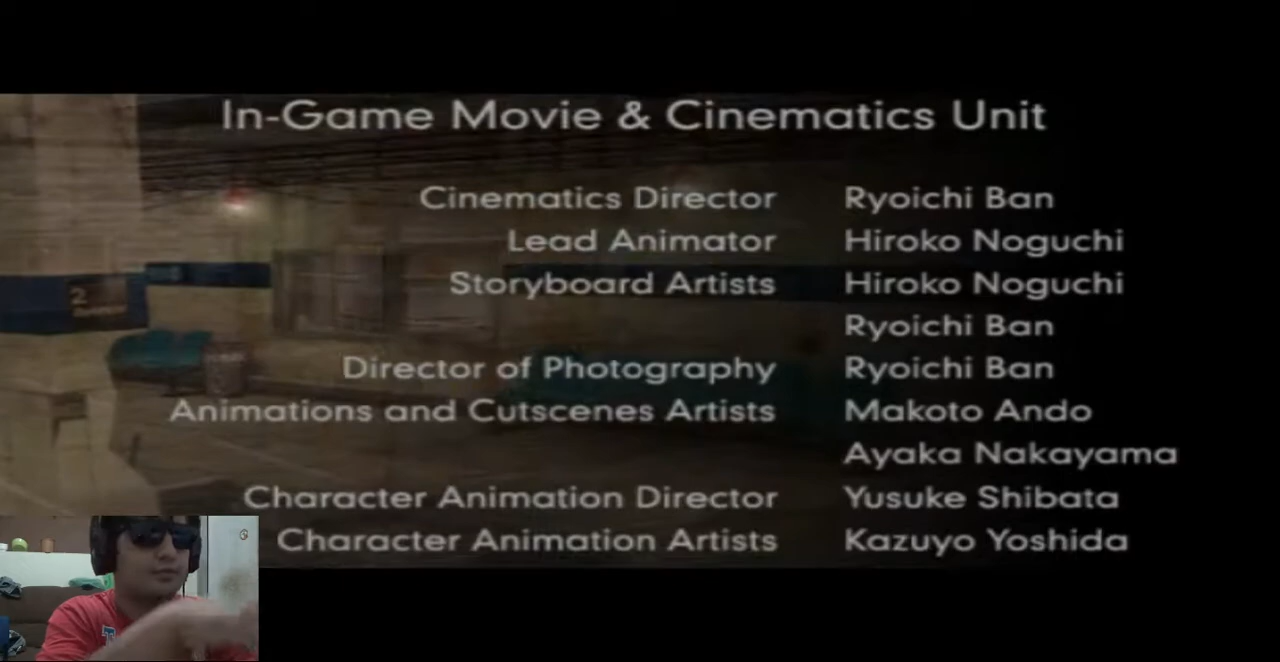 In-Game Movie & Cinematics Unit
Cinematics Director Ryoichi Ban
Lead Animator Hiroko Noguchi
Storyboard Artists Hiroko Noguchi
Ryoichi Ban
Director of Photography Ryoichi Ban
Animations and Cutscenes Artists Makoto Ando
Ayaka Nakayama
Character Animation Director Yusuke Shibata
Character Animation Artists Kazuyo Yoshida
2